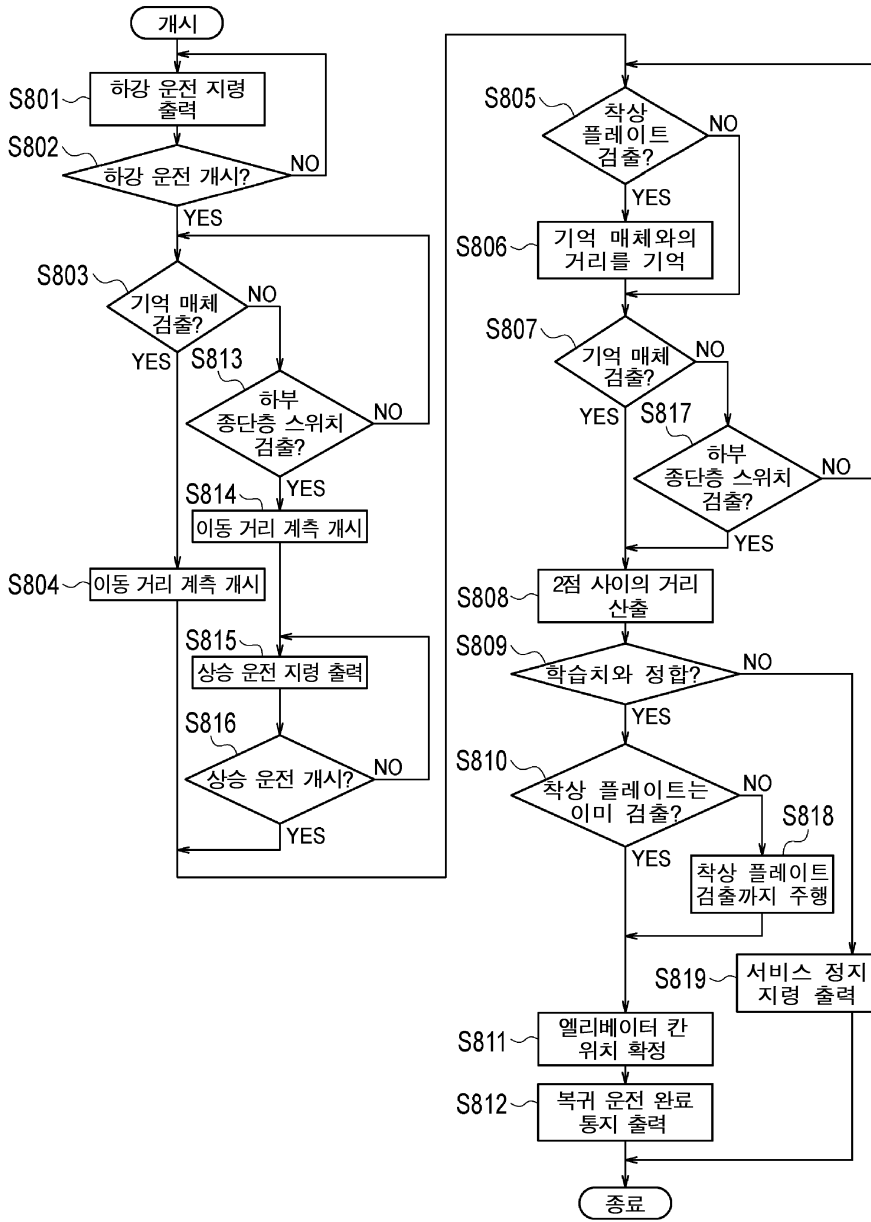 개시
S801
하강 운전 지령
출력
S802
하강 운전 개시?
NO
YES
S803
기억 매체
검출?
NO
YES
S813
하부
종단층 스위치
검출?
NO
YES
S814
이동 거리 계측 개시
S804
이동 거리 계측 개시
S815
상승 운전 지령 출력
S816
상승 운전 개시?
NO
YES
S805
착상
플레이트
검출?
NO
YES
S806
기억 매체와의
거리를 기억
S807
기억 매체
검출?
NO
YES
S817
하부
종단층 스위치
검출?
NO
YES
S808
2점 사이의 거리
산출
S809
학습치와 정합?
NO
YES
S810
착상 플레이트는
이미 검출?
NO
YES
S818
착상 플레이트
검출까지 주행
S819
서비스 정지
지령 출력
S811
엘리베이터 칸
위치 확정
S812
복귀 운전 완료
통지 출력
종료